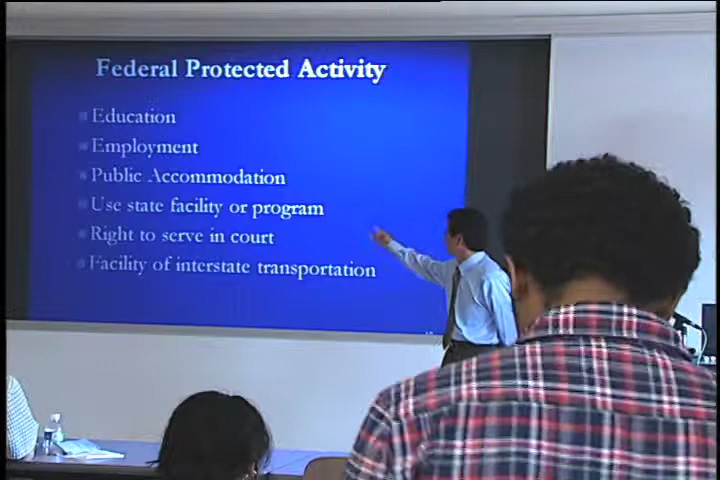 Federal Protected Activity
Education
Employment
Public Accommodation
Use state facility or program
Right to serve in court
Facility of interstate transportation